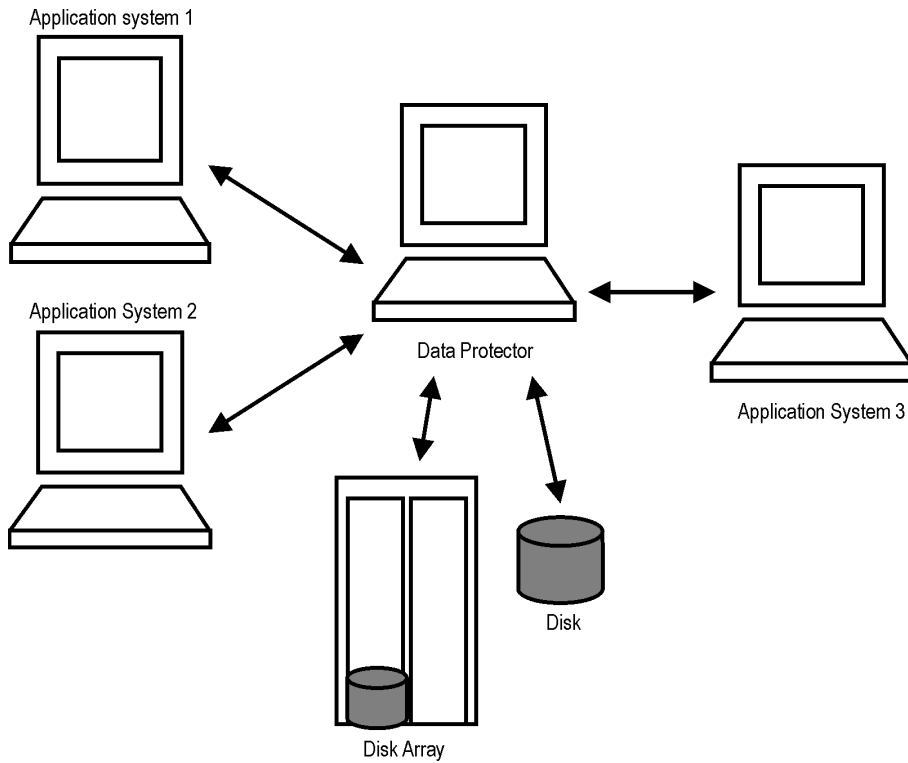 Application system 1
Application System 2
Data Protector
Application System 3
Disk
Disk Array